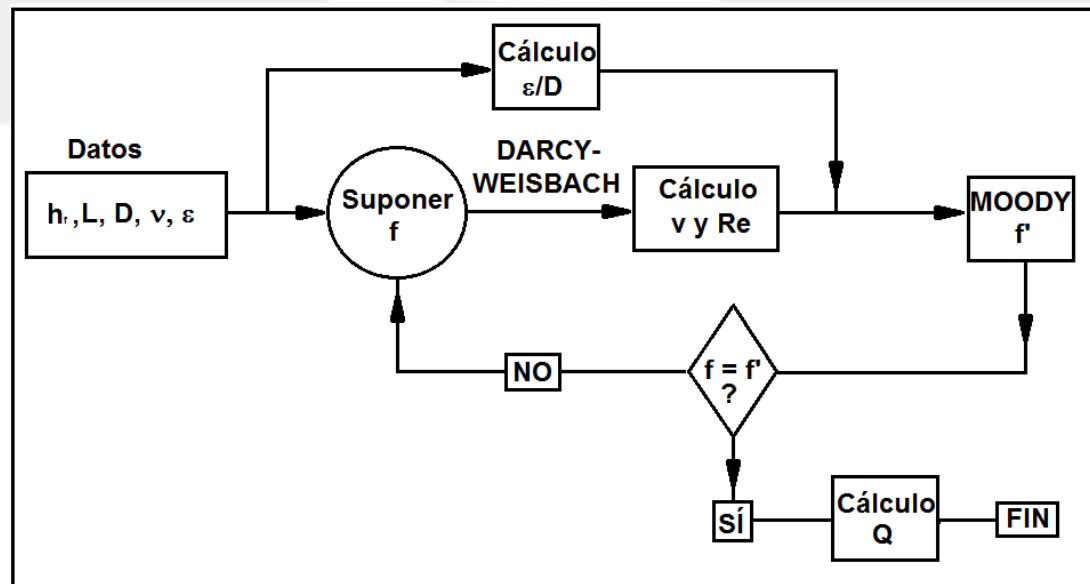 Cálculo
ε/D
Datos
DARCY-
WEISBACH
hf, L, D, ν, ε
Suponer
f
Cálculo
v y Re
MOODY
f'
NO
f = f'
?
SÍ
Cálculo
Q
FIN